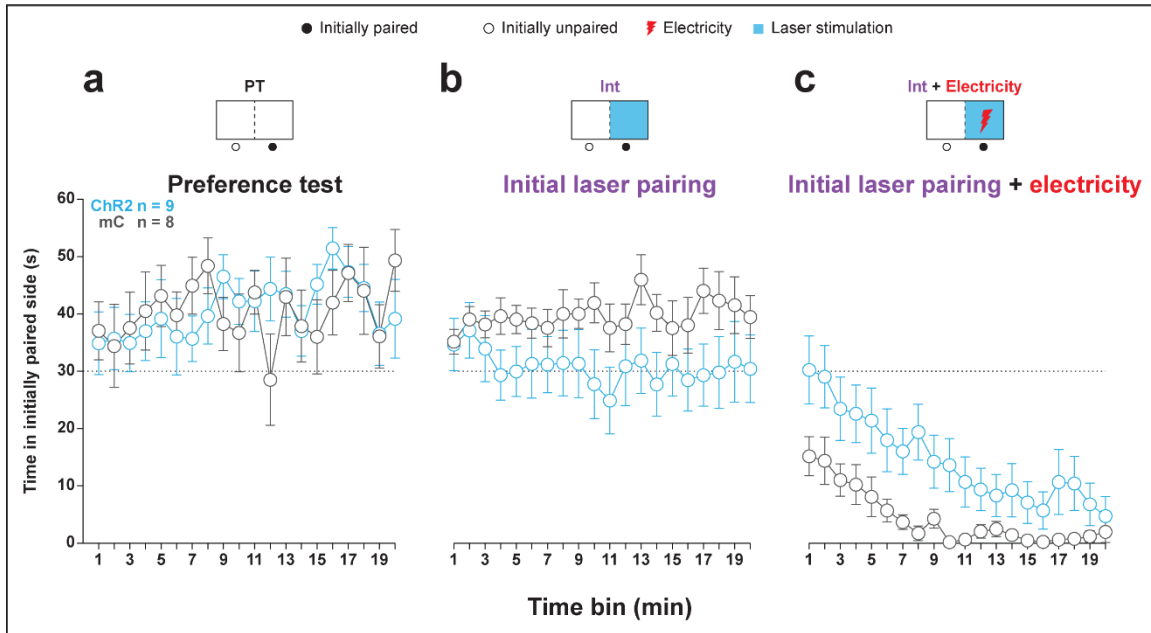 Initially paired Initially unpaired Electricity Laser stimulation
a
PT
Preference test
b
Int
Initial laser pairing
c
Int + Electricity
Initial laser pairing + electricity
ChR2 n = 9
mC n = 8
Time in initially paired side (s)
60
50
40
30
20
10
0
1 3 5 7 9 11 13 15 17 19
1 3 5 7 9 11 13 15 17 19
1 3 5 7 9 11 13 15 17 19
Time bin (min)